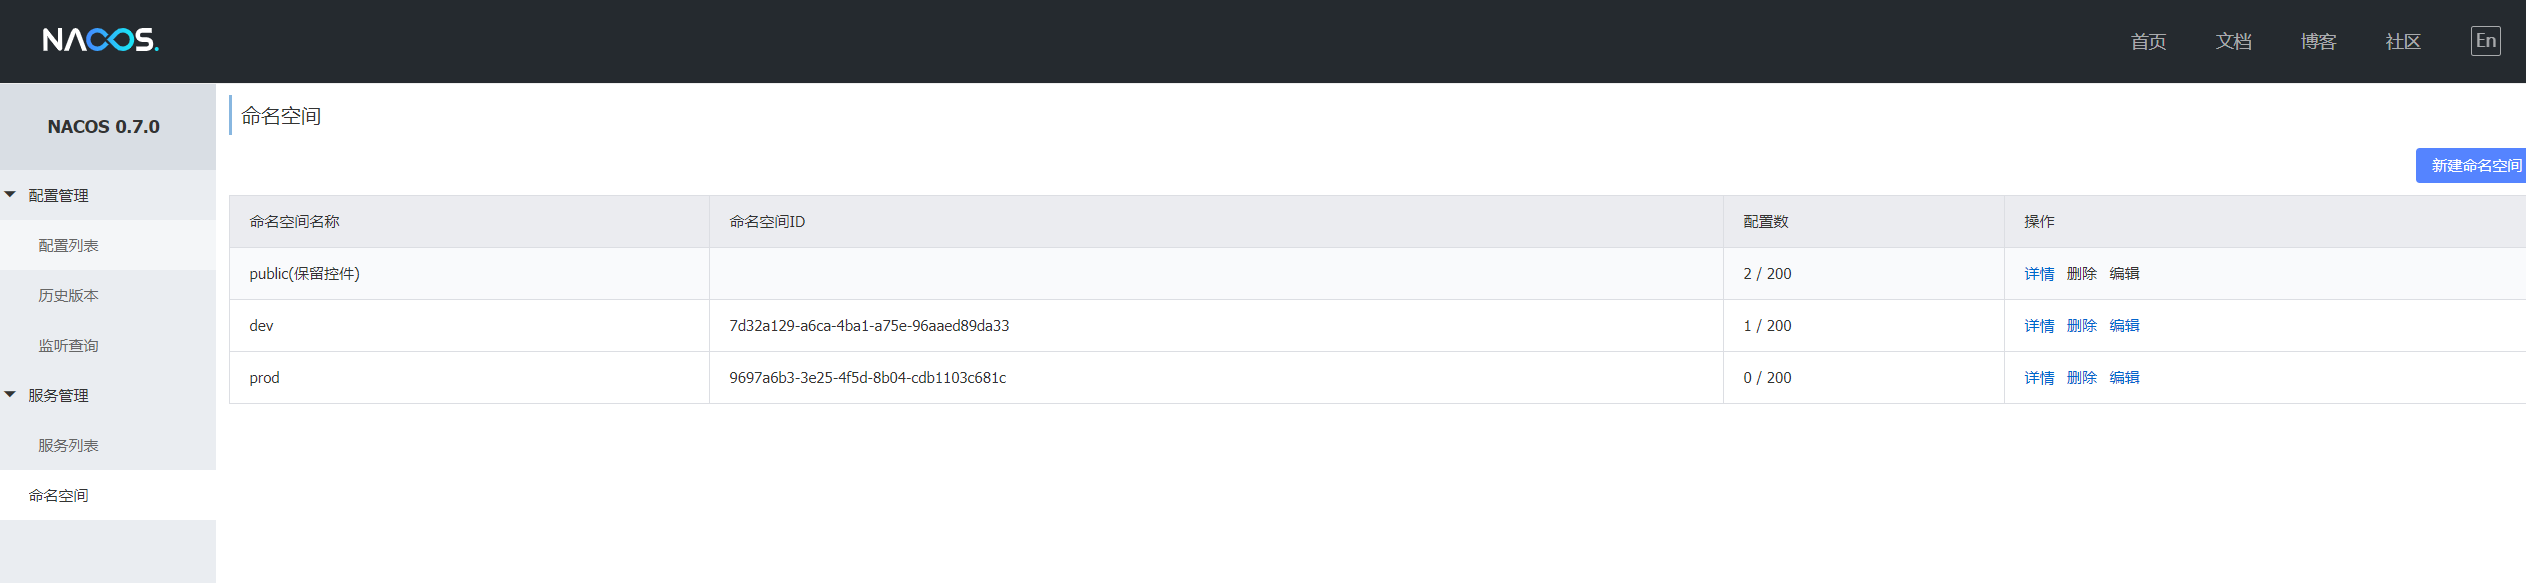 NACOS.
首页 文档 博客 社区 En
NACOS 0.7.0
配置管理
配置列表
历史版本
监听查询
服务管理
服务列表
命名空间
命名空间
新建命名空间
命名空间名称 命名空间ID 配置数 操作
public(保留控件) 2 / 200 详情 删除 编辑
dev 7d32a129-a6ca-4ba1-a75e-96aaed89da33 1 / 200 详情 删除 编辑
prod 9697a6b3-3e25-4f5d-8b04-cdb1103c681c 0 / 200 详情 删除 编辑